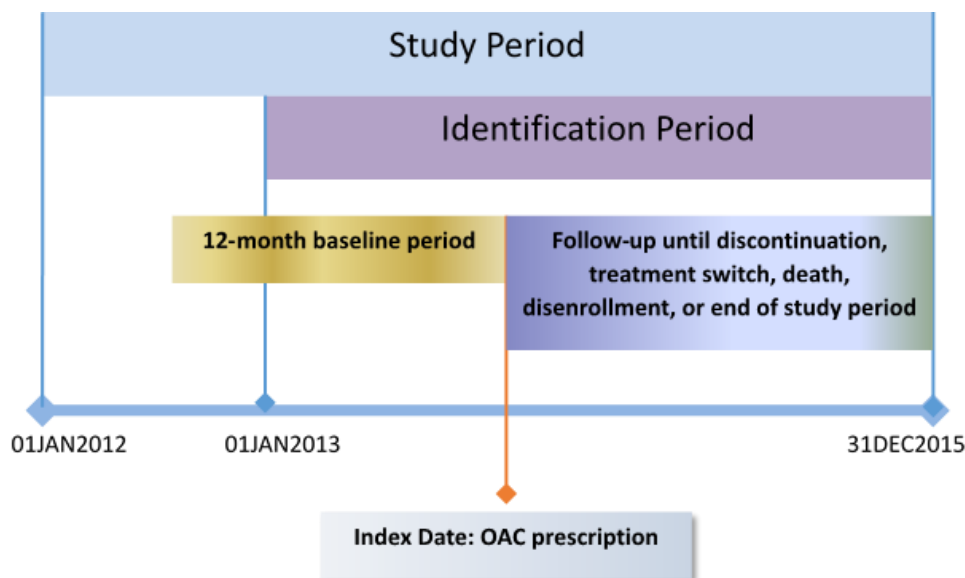 Study Period
Identification Period
12-month baseline period
Follow-up until discontinuation,
treatment switch, death,
disenrollment, or end of study period
01JAN2012
01JAN2013
31DEC2015
Index Date: OAC prescription